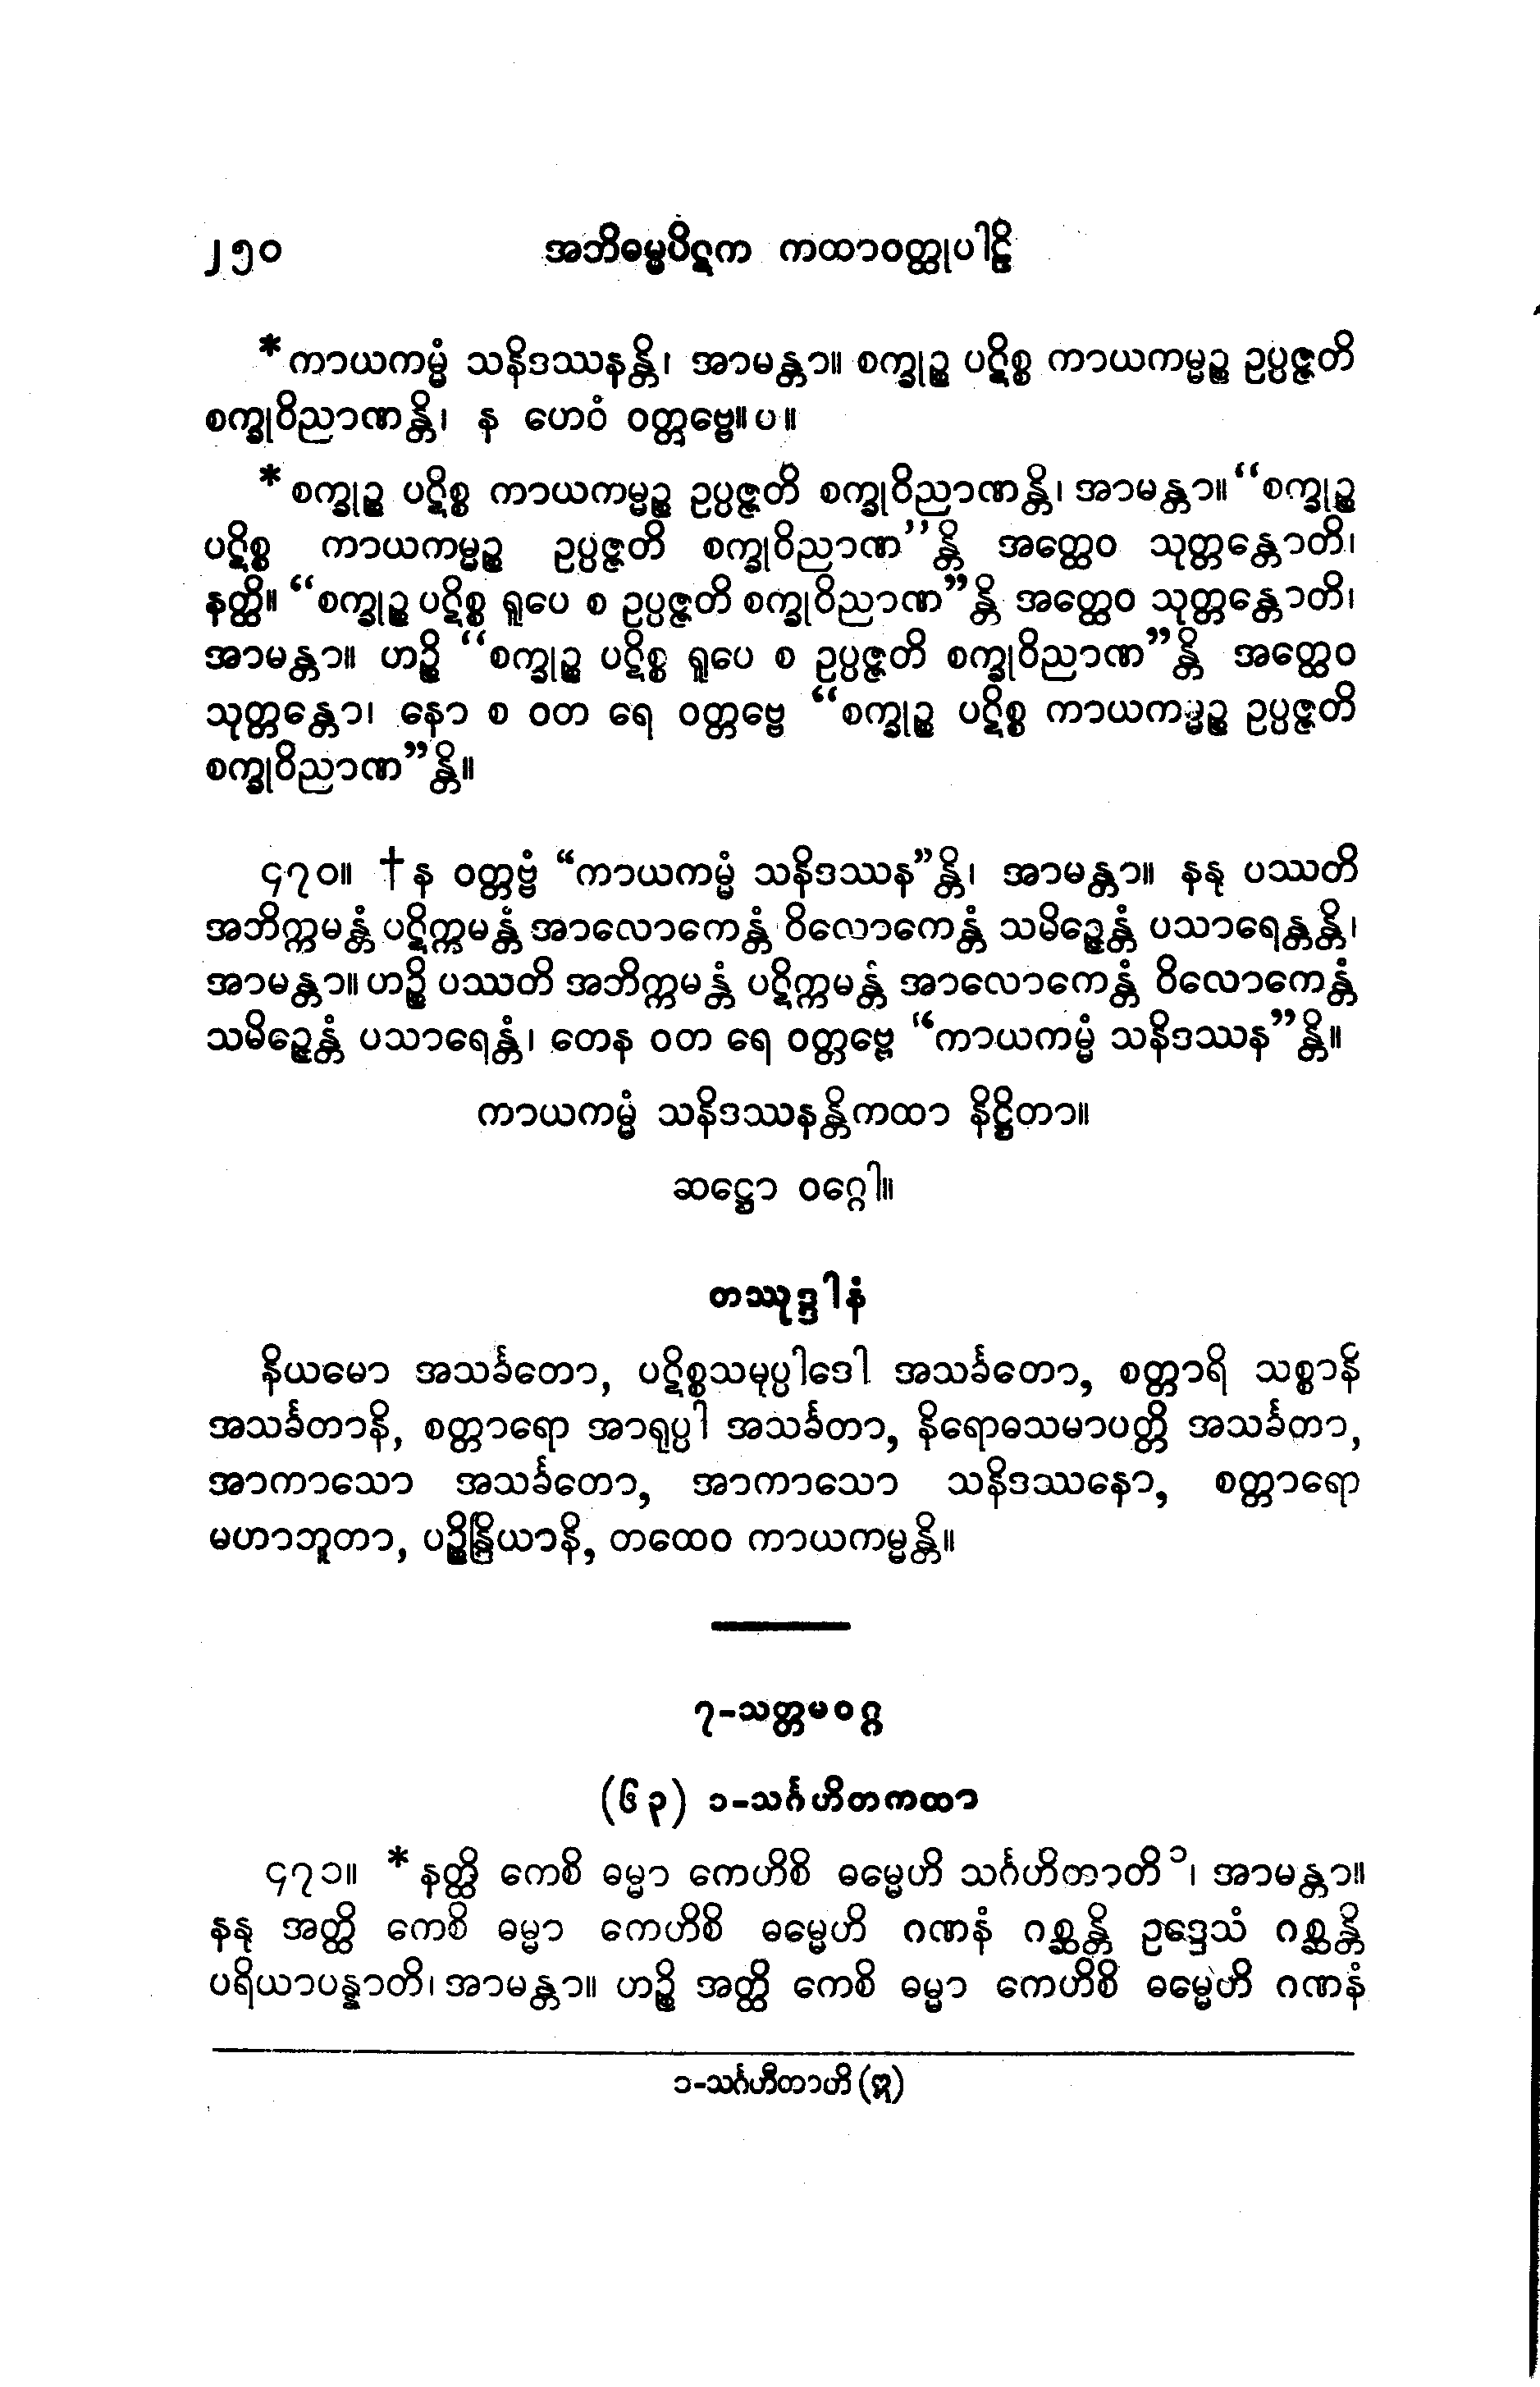 ၂၅၀ အဘိဓမ္မပိဋက ကထာဝတ္ထုပါဠိ
*ကာယကမ္မံ သနိဒဿနန္တိ၊ အာမန္တာ။ စက္ခုဉ္စ ပဋိစ္စ ကာယကမ္မဉ္စ ဥပ္ပဇ္ဇတိ
စက္ခုဝိညာဏန္တိ၊ န ဟေဝံ ဝတ္တဗ္ဗေ။ပ။
*စက္ခုဉ္စ ပဋိစ္စ ကာယကမ္မဉ္စ ဥပ္ပဇ္ဇတိ စက္ခုဝိညာဏန္တိ၊ အာမန္တာ။ “စက္ခုဉ္စ
ပဋိစ္စ ကာယကမ္မဉ္စ ဥပ္ပဇ္ဇတိ စက္ခုဝိညာဏ”န္တိ အတ္ထေဝ သုတ္တန္တောတိ၊
နတ္ထိ။ “စက္ခုဉ္စ ပဋိစ္စ ရူပေ စ ဥပ္ပဇ္ဇတိ စက္ခုဝိညာဏ”န္တိ အတ္ထေဝ သုတ္တန္တောတိ၊
အာမန္တာ။ ဟဉ္စိ “စက္ခုဉ္စ ပဋိစ္စ ရူပေ စ ဥပ္ပဇ္ဇတိ စက္ခုဝိညာဏ”န္တိ အတ္ထေဝ
သုတ္တန္တော၊ နော စ ဝတ ရေ ဝတ္တဗ္ဗေ “စက္ခုဉ္စ ပဋိစ္စ ကာယကမ္မဉ္စ ဥပ္ပဇ္ဇတိ
စက္ခုဝိညာဏ”န္တိ။
၄၇၀။ †န ဝတ္တဗ္ဗံ “ကာယကမ္မံ သနိဒဿန”န္တိ၊ အာမန္တာ။ နနု ပဿတိ
အဘိက္ကမန္တံ ပဋိက္ကမန္တံ အာလောကေန္တံ ဝိလောကေန္တံ သမိဉ္ဇေန္တံ ပသာရေန္တန္တိ၊
အာမန္တာ။ ဟဉ္စိ ပဿတိ အဘိက္ကမန္တံ ပဋိက္ကမန္တံ အာလောကေန္တံ ဝိလောကေန္တံ
သမိဉ္ဇေန္တံ ပသာရေန္တံ၊ တေန ဝတ ရေ ဝတ္တဗ္ဗေ “ကာယကမ္မံ သနိဒဿန”န္တိ။
ကာယကမ္မံ သနိဒဿနန္တိကထာ နိဋ္ဌိတာ။
ဆဋ္ဌော ဝဂ္ဂေါ။
တဿုဒ္ဒါနံ
နိယမော အသင်္ခတော, ပဋိစ္စသမုပ္ပါဒေါ အသင်္ခတော, စတ္တာရိ သစ္စာနိ
အသင်္ခတာနိ, စတ္တာရော အာရုပ္ပါ အသင်္ခတာ, နိရောဓသမာပတ္တိ အသင်္ခတာ,
အာကာသော အသင်္ခတော, အာကာသော သနိဒဿနော, စတ္တာရော
မဟာဘူတာ, ပဉ္စိန္ဒြိယာနိ, တထေဝ ကာယကမ္မန္တိ။
၇-သတ္တမဝဂ္ဂ
(၆၃) ၁-သင်္ဂဟိတကထာ
၄၇၁။ *နတ္ထိ ကေစိ ဓမ္မာ ကေဟိစိ ဓမ္မေဟိ သင်္ဂဟိတာတိ၁၊ အာမန္တာ။
နနု အတ္ထိ ကေစိ ဓမ္မာ ကေဟိစိ ဓမ္မေဟိ ဂဏနံ ဂစ္ဆန္တိ ဥဒ္ဒေသံ ဂစ္ဆန္တိ
ပရိယာပန္နာတိ၊ အာမန္တာ။ ဟဉ္စိ အတ္ထိ ကေစိ ဓမ္မာ ကေဟိစိ ဓမ္မေဟိ ဂဏနံ
၁-သင်္ဂဟီတာတိ (ဣ)